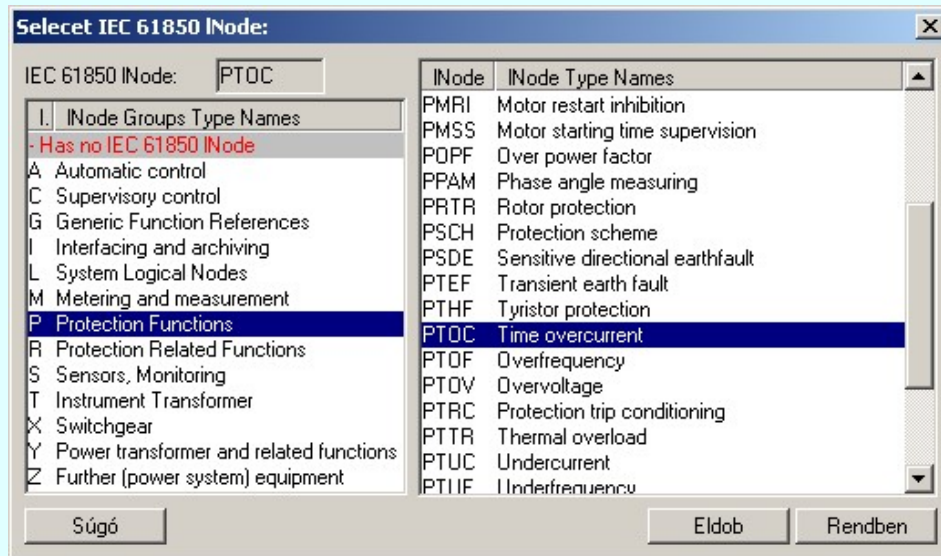 Selecet IEC 61850 lNode:
IEC 61850 lNode: PTOC
I. lNode Groups Type Names
- Has no IEC 61850 lNode
A Automatic control
C Supervisory control
G Generic Function References
I Interfacing and archiving
L System Logical Nodes
M Metering and measurement
P Protection Functions
R Protection Related Functions
S Sensors, Monitoring
T Instrument Transformer
X Switchgear
Y Power transformer and related functions
Z Further (power system) equipment
lNode lNode Type Names
PMRI Motor restart inhibition
PMSS Motor starting time supervision
POPF Over power factor
PPAM Phase angle measuring
PRTR Rotor protection
PSCH Protection scheme
PSDE Sensitive directional earthfault
PTEF Transient earth fault
PTHF Tyristor protection
PTOC Time overcurrent
PTOF Overfrequency
PTOV Overvoltage
PTRC Protection trip conditioning
PTTR Thermal overload
PTUC Undercurrent
PTUF Underfrequency
Súgó
Eldob
Rendben